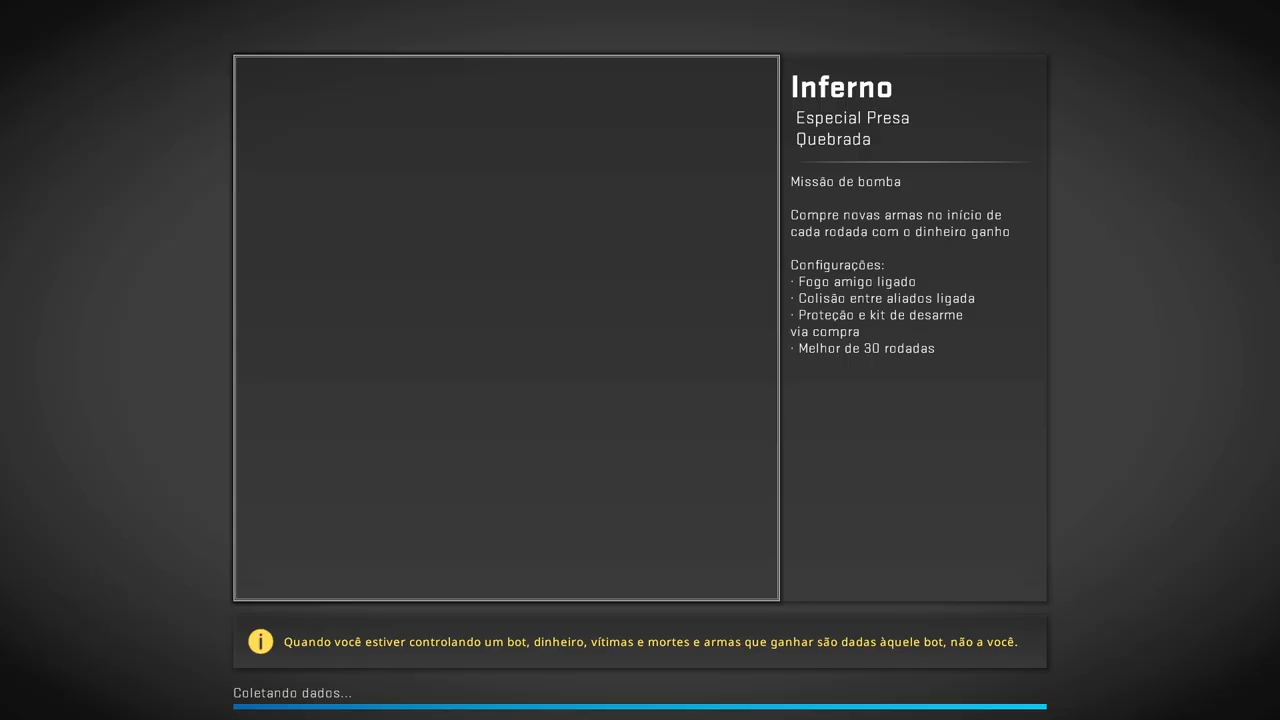 Inferno
Especial Presa
Quebrada
Missão de bomba
Compre novas armas no início de
cada rodada com o dinheiro ganho
Configurações:
· Fogo amigo ligado
· Colisão entre aliados ligada
· Proteção e kit de desarme
via compra
· Melhor de 30 rodadas
i
Quando você estiver controlando um bot, dinheiro, vítimas e mortes e armas que ganhar são dadas àquele bot, não a você.
Coletando dados...